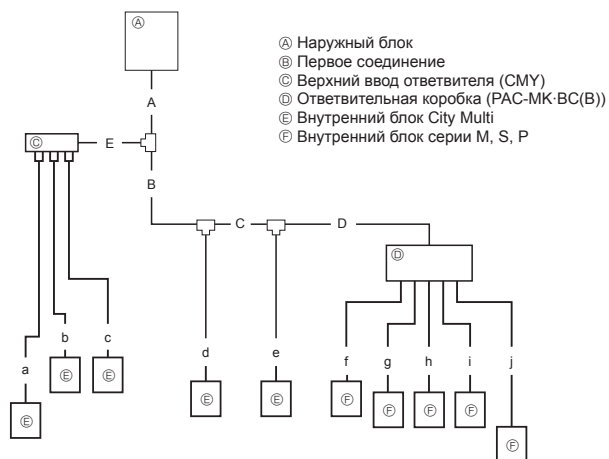 Ⓐ
Ⓐ Наружный блок
Ⓑ Первое соединение
Ⓒ Верхний ввод ответвителя (CMY)
Ⓓ Ответвительная коробка (PAC-MK·BC(B))
Ⓔ Внутренний блок City Multi
Ⓕ Внутренний блок серии M, S, P
A
Ⓒ
E
B
C
D
Ⓓ
a
b
c
d
e
f
g
h
i
j
Ⓔ
Ⓔ
Ⓔ
Ⓔ
Ⓔ
Ⓕ
Ⓕ
Ⓕ
Ⓕ
Ⓕ